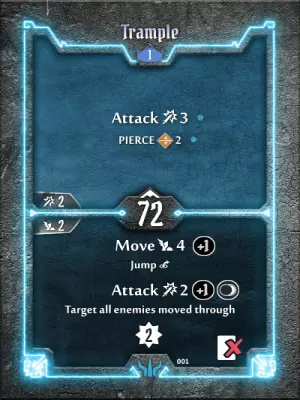 Trample
1
Attack 3
PIERCE 2
2
72
2
Move 4 +1
Jump
Attack 2 +1
Target all enemies moved through
2
001